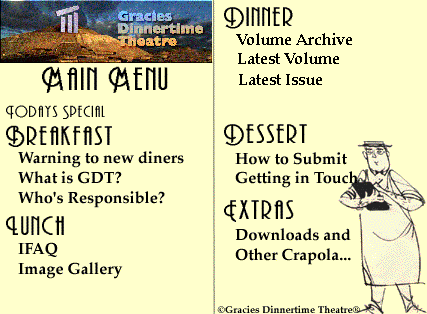 Gracies
Dinnertime
Theatre
MAIN MENU
TODAYS SPECIAL
BREAKFAST
Warning to new diners
What is GDT?
Who's Responsible?
LUNCH
IFAQ
Image Gallery
DINNER
Volume Archive
Latest Volume
Latest Issue
DESSERT
How to Submit
Getting in Touch
EXTRAS
Downloads and
Other Crapola...
©Gracies Dinnertime Theatre®